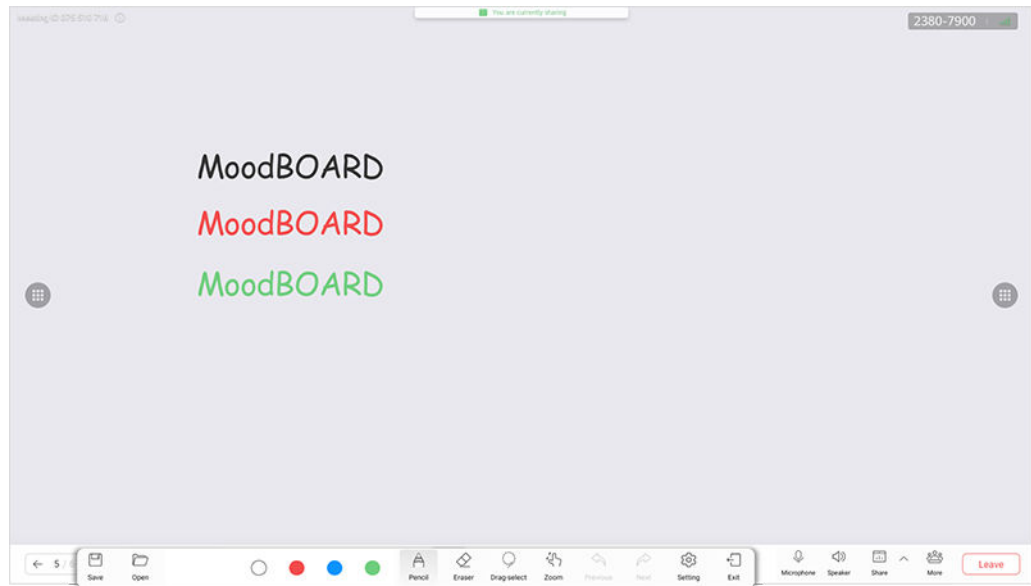 You are currently sharing
2380-7900
MoodBOARD
MoodBOARD
MoodBOARD
5
Save
Open
Pencil
Eraser
Drag-select
Zoom
Previous
Next
Setting
Exit
Microphone
Speaker
Share
More
Leave